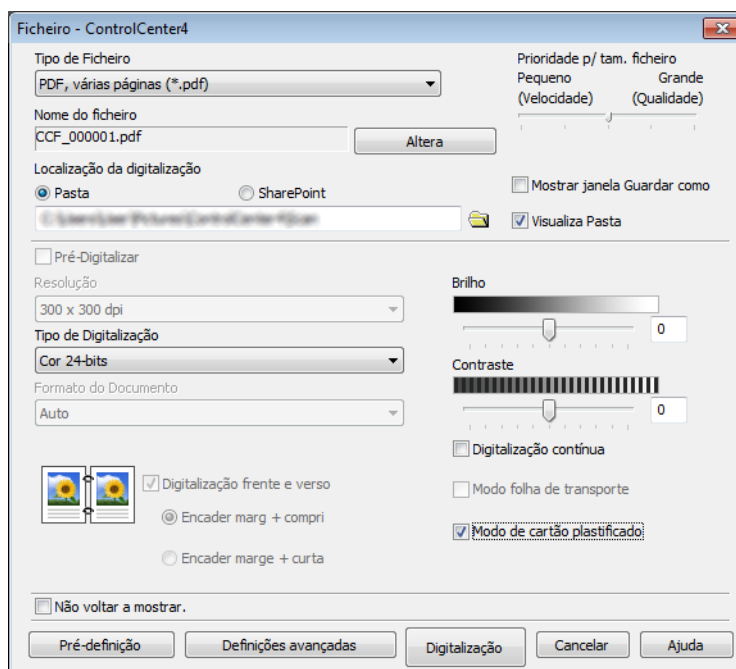 Ficheiro - ControlCenter4
Tipo de Ficheiro
PDF, várias páginas (*.pdf)
Nome do ficheiro
CCF_000001.pdf
Altera
Localização da digitalização
Pasta
SharePoint
Prioridade p/ tam. ficheiro
Pequeno Grande
(Velocidade) (Qualidade)
Mostrar janela Guardar como
Visualiza Pasta
Pré-Digitalizar
Resolução
300 x 300 dpi
Tipo de Digitalização
Cor 24-bits
Formato do Documento
Auto
Digitalização frente e verso
Encader marg + compri
Encader marge + curta
Brilho
0
Contraste
0
Digitalização contínua
Modo folha de transporte
Modo de cartão plastificado
Não voltar a mostrar.
Pré-definição
Definições avançadas
Digitalização
Cancelar
Ajuda